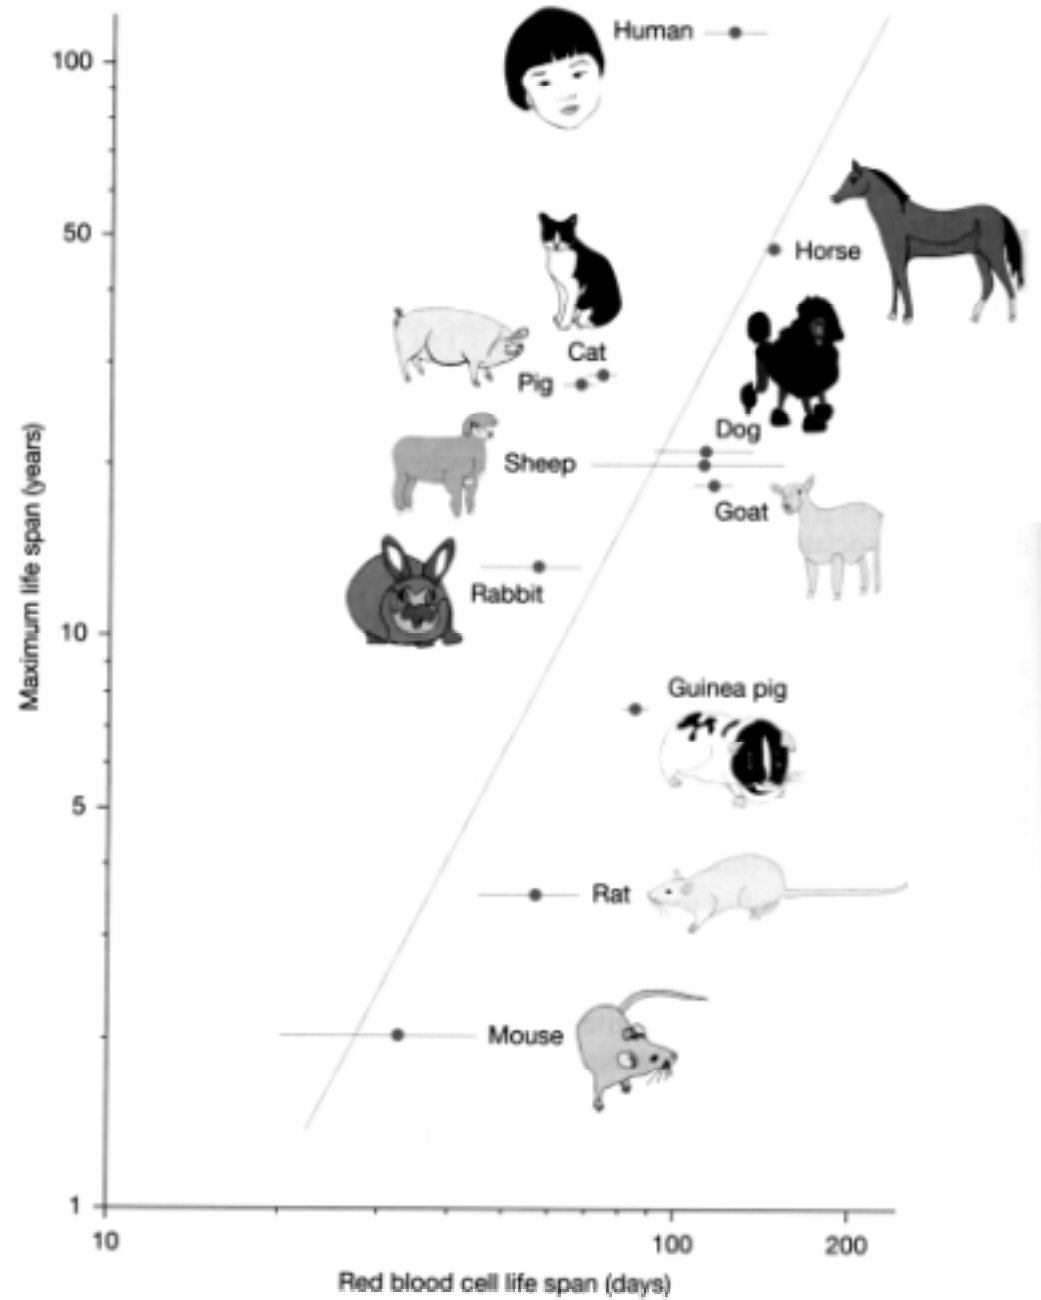 Human
100
50
Horse
Cat
Pig
Dog
Sheep
Goat
Rabbit
10
Guinea pig
5
Rat
Mouse
1
10
100
200
Red blood cell life span (days)
Maximum life span (years)